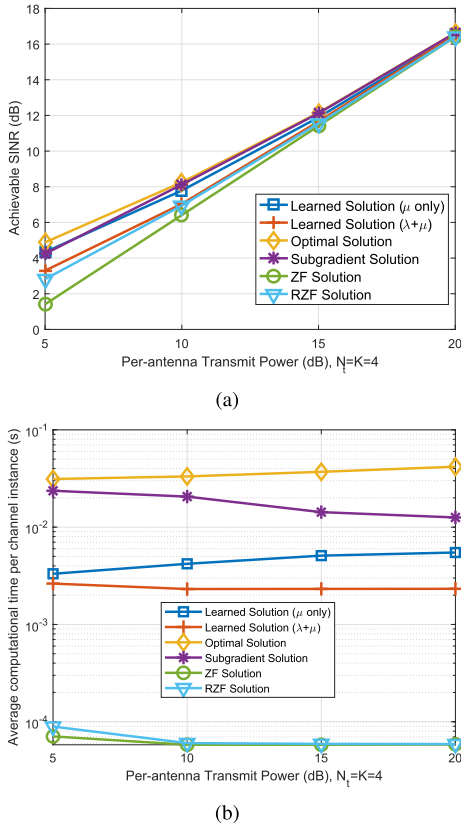 18
16
14
12
10
8
6
4
2
0
Achievable SINR (dB)
Learned Solution (μ only)
Learned Solution (λ+μ)
Optimal Solution
Subgradient Solution
ZF Solution
RZF Solution
5
10
15
20
Per-antenna Transmit Power (dB), Nt=K=4
(a)
10-1
10-2
10-3
10-4
Average computational time per channel instance (s)
Learned Solution (μ only)
Learned Solution (λ+μ)
Optimal Solution
Subgradient Solution
ZF Solution
RZF Solution
5
10
15
20
Per-antenna Transmit Power (dB), Nt=K=4
(b)